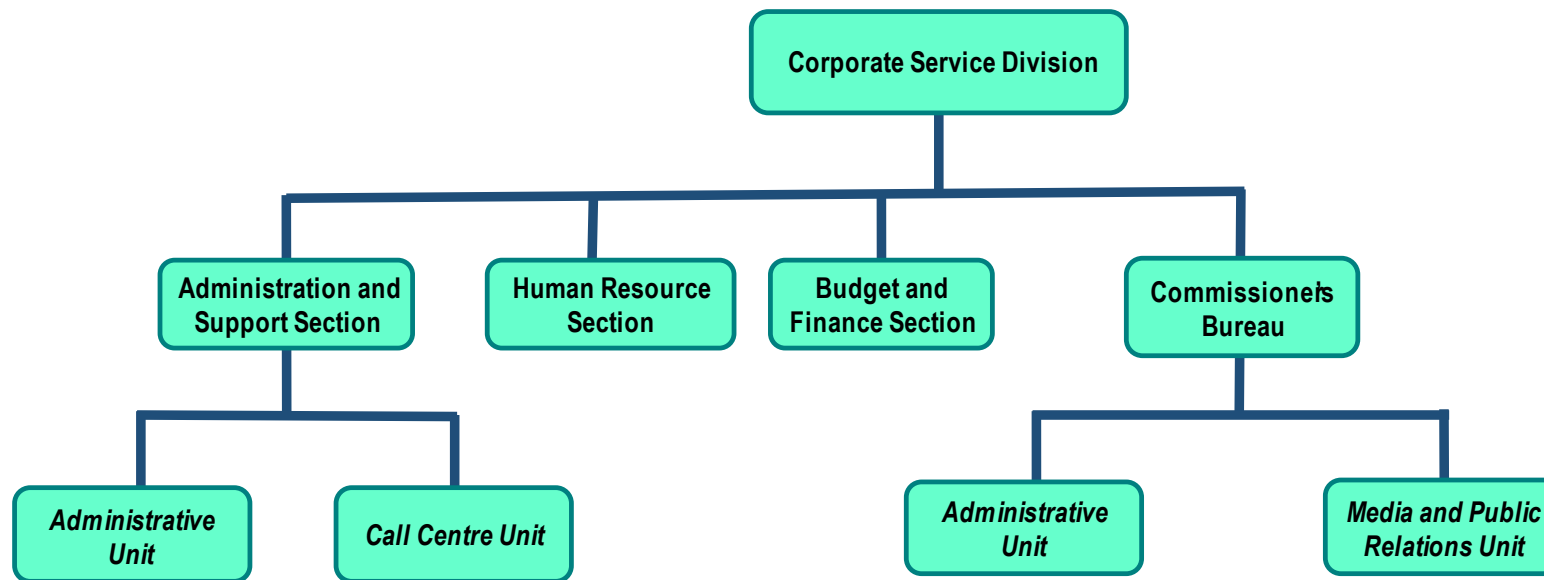 Corporate Service Division
Administration and
Support Section
Human Resource
Section
Budget and
Finance Section
Commissioner's
Bureau
Administrative
Unit
Call Centre Unit
Administrative
Unit
Media and Public
Relations Unit